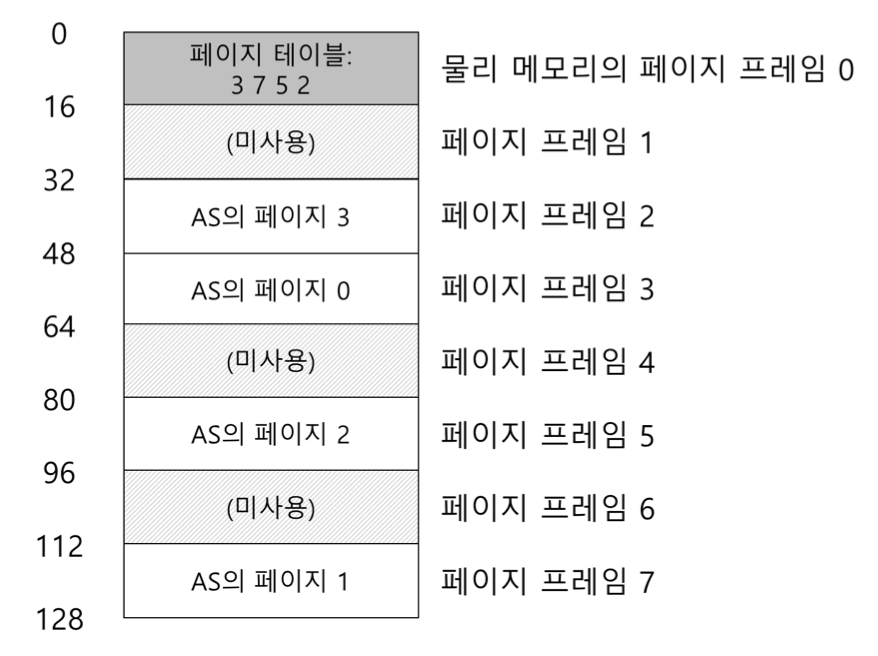 0
페이지 테이블:
3 7 5 2
물리 메모리의 페이지 프레임 0
16
(미사용)
페이지 프레임 1
32
AS의 페이지 3
페이지 프레임 2
48
AS의 페이지 0
페이지 프레임 3
64
(미사용)
페이지 프레임 4
80
AS의 페이지 2
페이지 프레임 5
96
(미사용)
페이지 프레임 6
112
AS의 페이지 1
페이지 프레임 7
128